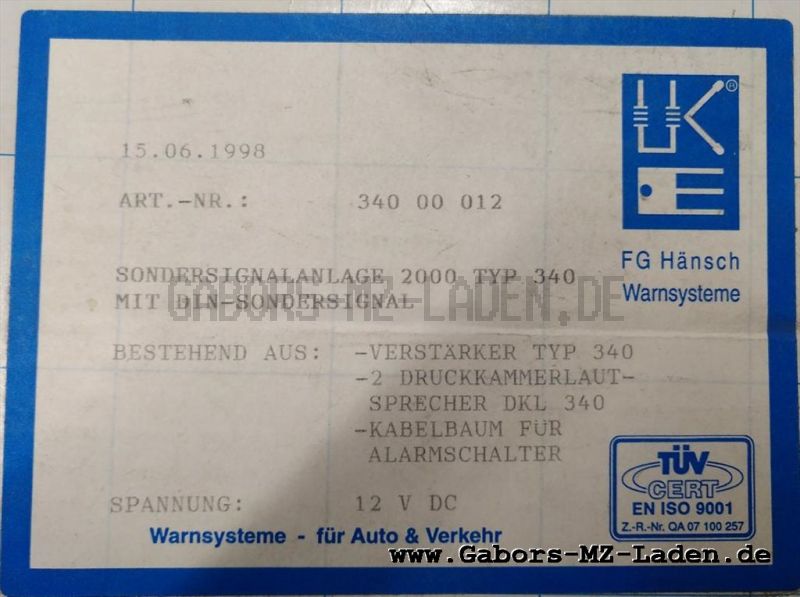 15.06.1998
ART.-NR.: 340 00 012
SONDERSIGNALANLAGE 2000 TYP 340
MIT DIN-SONDERSIGNAL
GABORS-MZ-LADEN.DE
BESTEHEND AUS: -VERSTÄRKER TYP 340
-2 DRUCKKAMMERLAUT-
SPRECHER DKL 340
-KABELBAUM FÜR
ALARMSCHALTER
SPANNUNG: 12 V DC
®
FG Hänsch
Warnsysteme
TÜV
CERT
EN ISO 9001
Z.-R.-Nr. QA 07 100 257
Warnsysteme - für Auto & Verkehr
www.Gabors-MZ-Laden.de